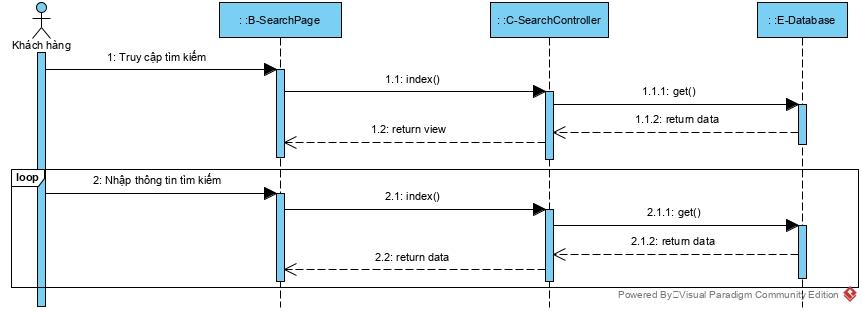 : :B-SearchPage
: :C-SearchController
: :E-Database
Khách hàng
1: Truy cập tìm kiếm
1.1: index()
1.1.1: get()
1.1.2: return data
1.2: return view
loop
2: Nhập thông tin tìm kiếm
2.1: index()
2.1.1: get()
2.1.2: return data
2.2: return data
Powered By Visual Paradigm Community Edition